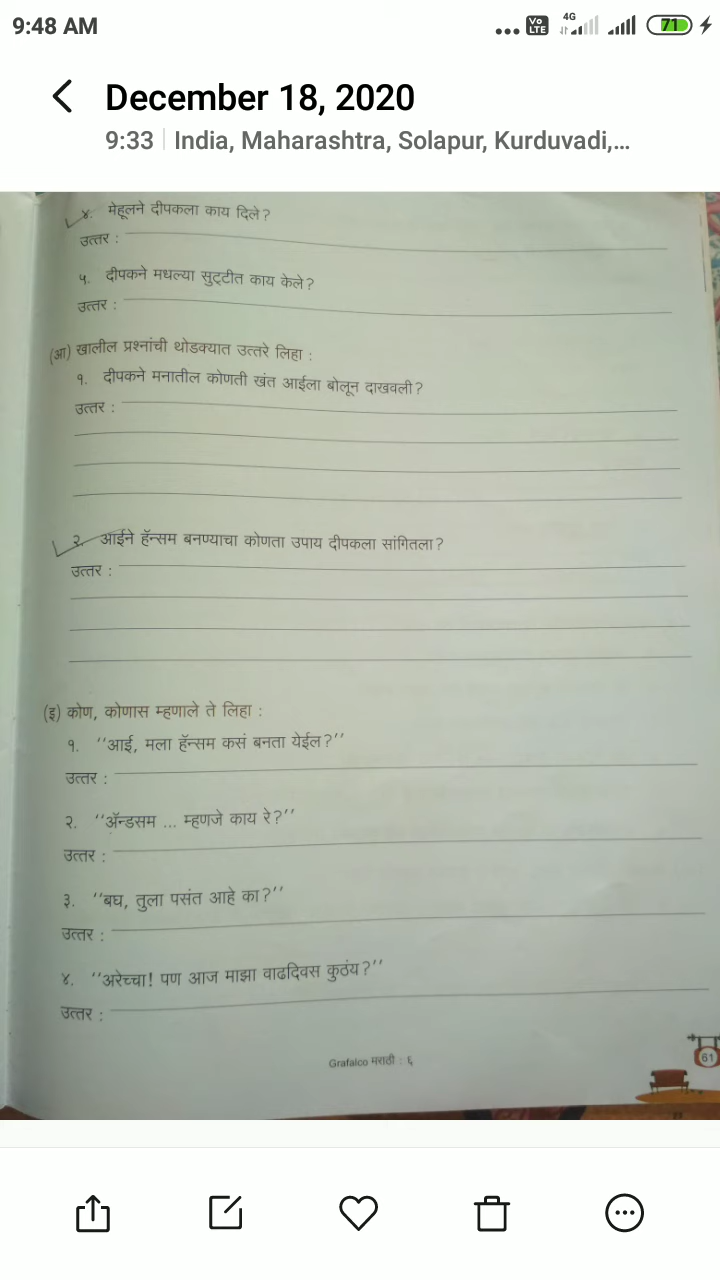 9:48 AM
Vo LTE 4G 71
December 18, 2020
9:33 | India, Maharashtra, Solapur, Kurduvadi,...
४. मेहूलने दीपकला काय दिले?
उत्तर :
५. दीपकने मधल्या सुट्टीत काय केले?
उत्तर :
(आ) खालील प्रश्नांची थोडक्यात उत्तरे लिहा :
१. दीपकने मनातील कोणती खंत आईला बोलून दाखवली?
उत्तर :
२. आईने हॅन्सम बनण्याचा कोणता उपाय दीपकला सांगितला?
उत्तर :
(इ) कोण, कोणास म्हणाले ते लिहा :
१. ‘‘आई, मला हॅन्सम कसं बनता येईल?’’
उत्तर :
२. ‘‘ॲन्डसम ... म्हणजे काय रे?’’
उत्तर :
३. ‘‘बघ, तुला पसंत आहे का?’’
उत्तर :
४. ‘‘अरेच्चा! पण आज माझा वाढदिवस कुठंय?’’
उत्तर :
Grafalco मराठी : ६
61